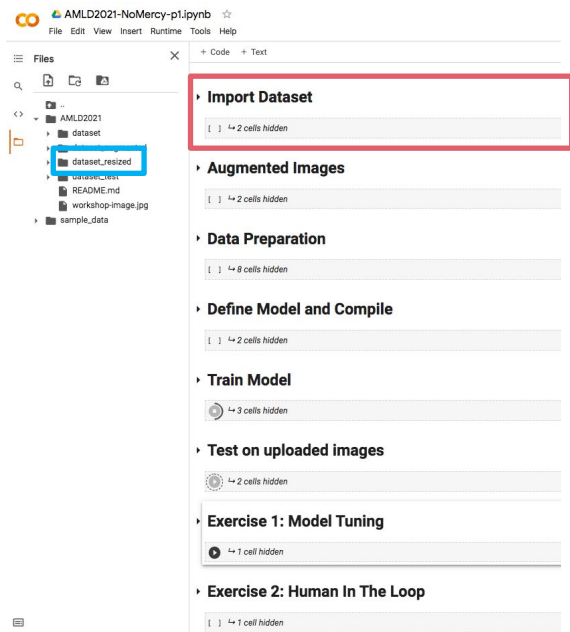 AMLD2021-NoMercy-p1.ipynb
File Edit View Insert Runtime Tools Help
Files
+ Code + Text
..
AMLD2021
dataset
dataset_resized
dataset_test
README.md
workshop-image.jpg
sample_data
Import Dataset
[ ] ↳ 2 cells hidden
Augmented Images
[ ] ↳ 2 cells hidden
Data Preparation
[ ] ↳ 8 cells hidden
Define Model and Compile
[ ] ↳ 2 cells hidden
Train Model
↳ 3 cells hidden
Test on uploaded images
↳ 2 cells hidden
Exercise 1: Model Tuning
↳ 1 cell hidden
Exercise 2: Human In The Loop
[ ] ↳ 1 cell hidden